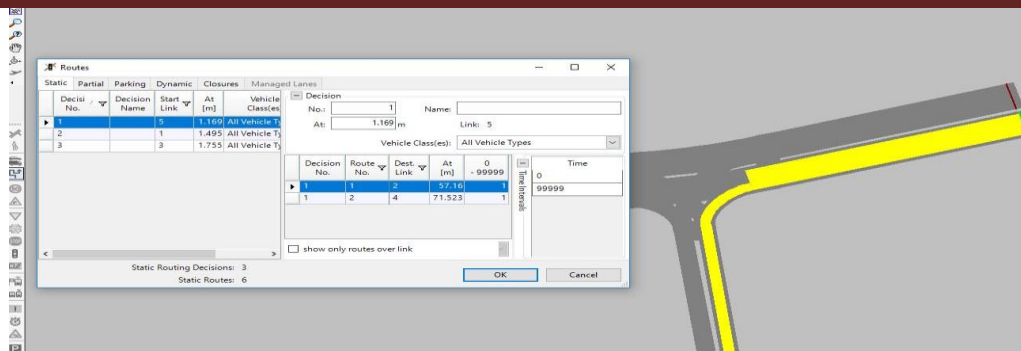 Routes
Static Partial Parking Dynamic Closures Managed Lanes
Decisi No. Decision Name Start Link At [m] Vehicle Class(es
1 5 1.169 All Vehicle Ty
2 1 1.495 All Vehicle Ty
3 3 1.755 All Vehicle Ty
Decision
No.: 1 Name:
At: 1.169 m Link: 5
Vehicle Class(es): All Vehicle Types
Decision No. Route No. Dest. Link At [m] 0 - 99999
1 1 2 57.16 1
1 2 4 71.523 1
Time Intervals
Time
0
99999
show only routes over link
Static Routing Decisions: 3
Static Routes: 6
OK Cancel